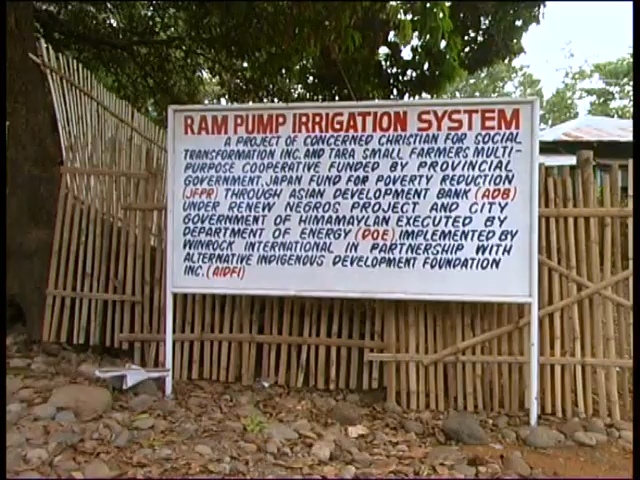 RAM PUMP IRRIGATION SYSTEM
A PROJECT OF CONCERNED CHRISTIAN FOR SOCIAL
TRANSFORMATION INC. AND TARA SMALL FARMERS MULTI-
PURPOSE COOPERATIVE FUNDED BY PROVINCIAL
GOVERNMENT, JAPAN FUND FOR POVERTY REDUCTION
(JFPR) THROUGH ASIAN DEVELOPMENT BANK (ADB)
UNDER RENEW NEGROS PROJECT AND CITY
GOVERNMENT OF HIMAMAYLAN EXECUTED BY
DEPARTMENT OF ENERGY (DOE), IMPLEMENTED BY
WINROCK INTERNATIONAL IN PARTNERSHIP WITH
ALTERNATIVE INDIGENOUS DEVELOPMENT FOUNDATION
INC. (AIDFI)